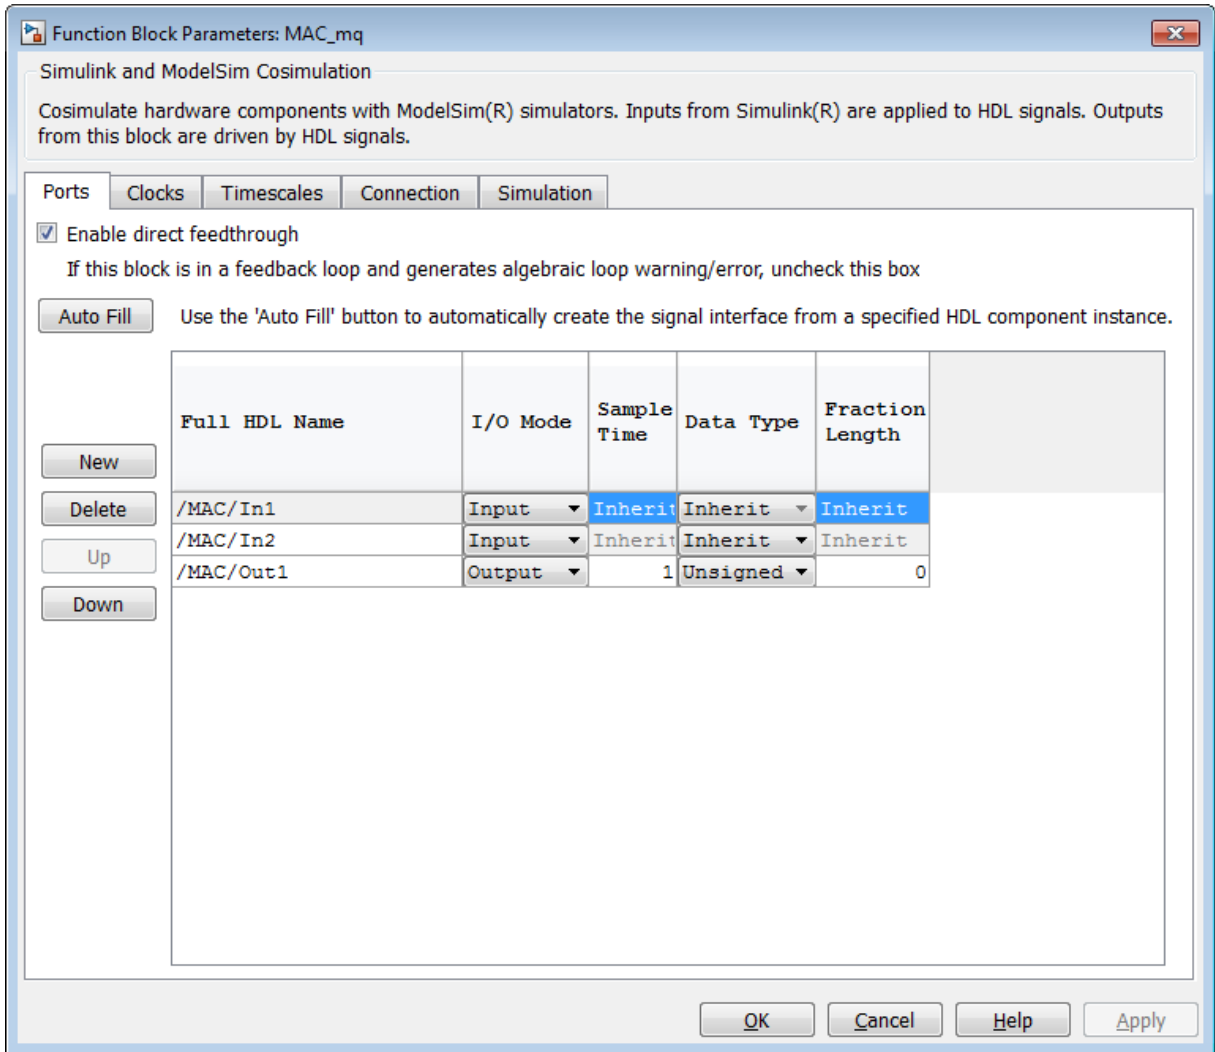 Function Block Parameters: MAC_mq
Simulink and ModelSim Cosimulation
Cosimulate hardware components with ModelSim(R) simulators. Inputs from Simulink(R) are applied to HDL signals. Outputs
from this block are driven by HDL signals.
Ports Clocks Timescales Connection Simulation
Enable direct feedthrough
If this block is in a feedback loop and generates algebraic loop warning/error, uncheck this box
Auto Fill Use the 'Auto Fill' button to automatically create the signal interface from a specified HDL component instance.
Full HDL Name I/O Mode Sample Time Data Type Fraction Length
New
Delete
Up
Down
/MAC/In1 Input Inherit Inherit Inherit
/MAC/In2 Input Inherit Inherit Inherit
/MAC/Out1 Output 1 Unsigned 0
OK Cancel Help Apply